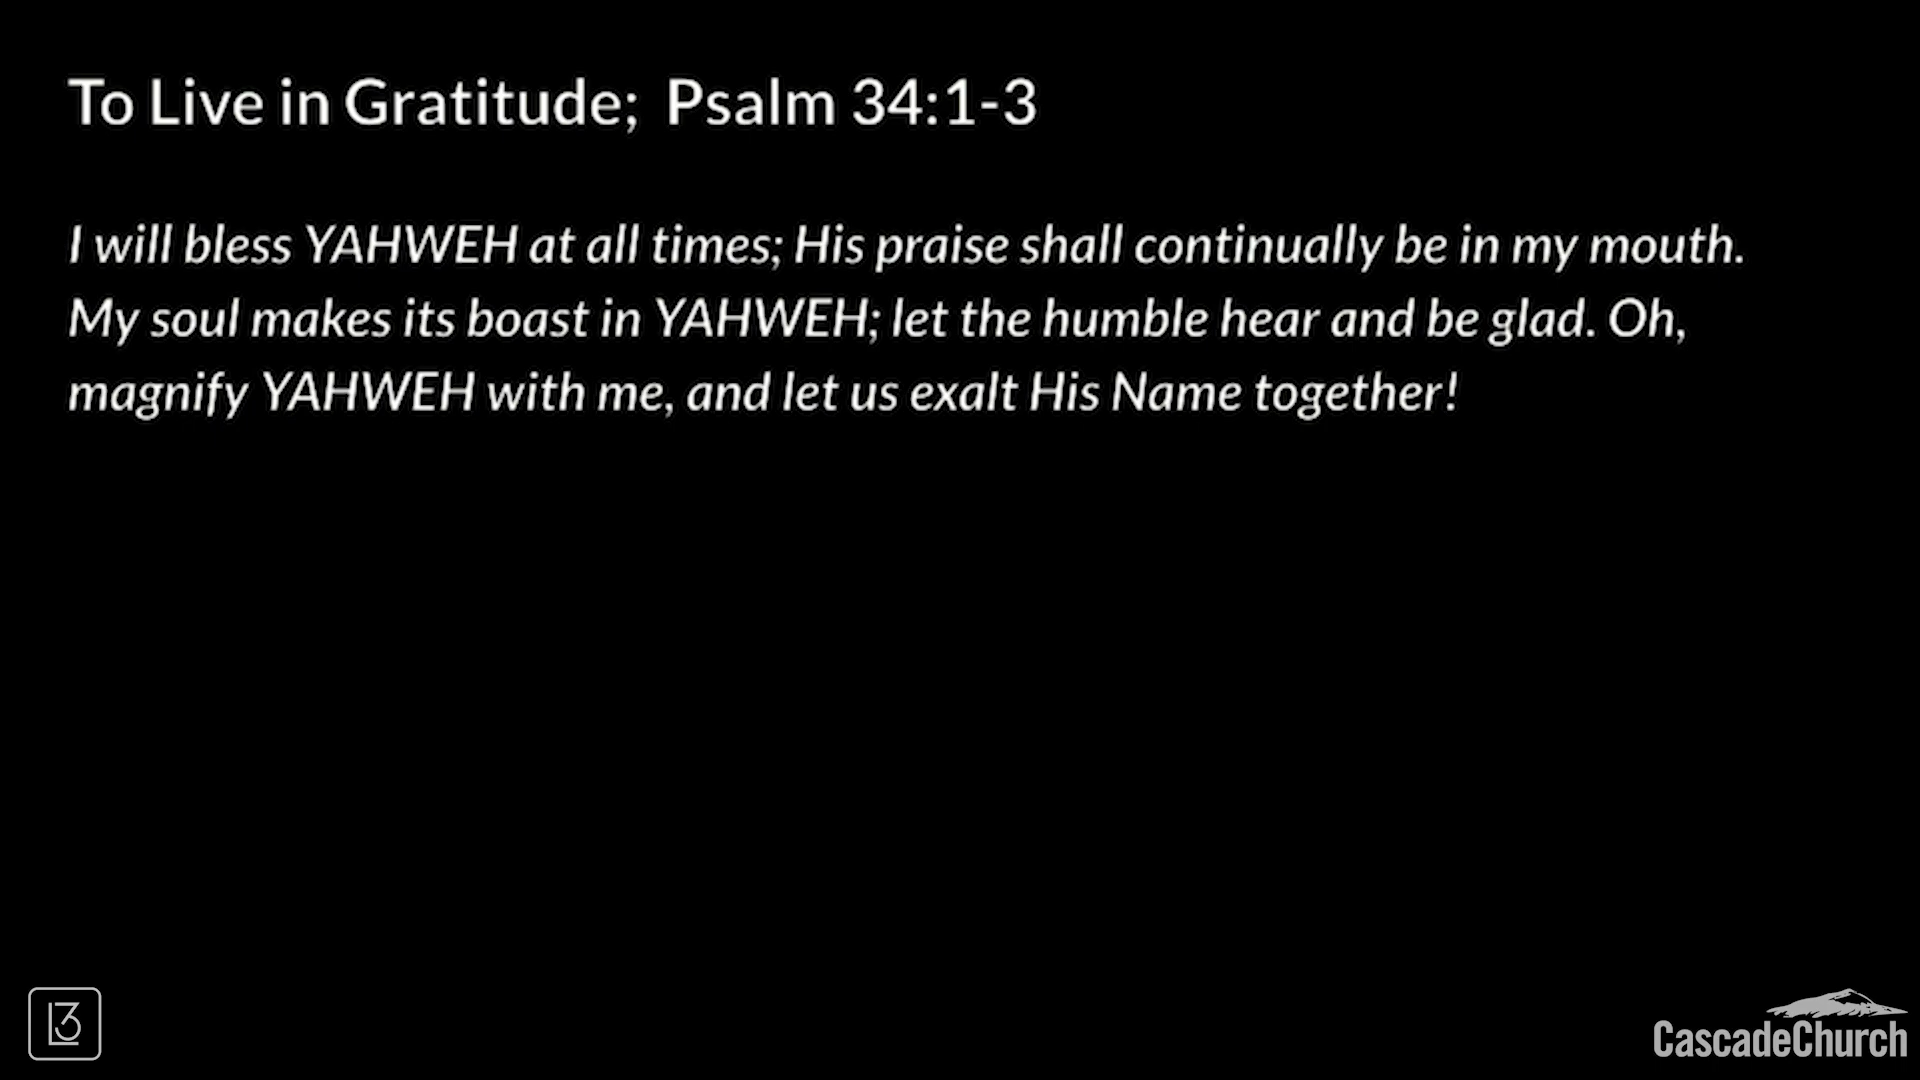 To Live in Gratitude;  Psalm 34:1-3
I will bless YAHWEH at all times; His praise shall continually be in my mouth.
My soul makes its boast in YAHWEH; let the humble hear and be glad. Oh,
magnify YAHWEH with me, and let us exalt His Name together!
L3
CascadeChurch